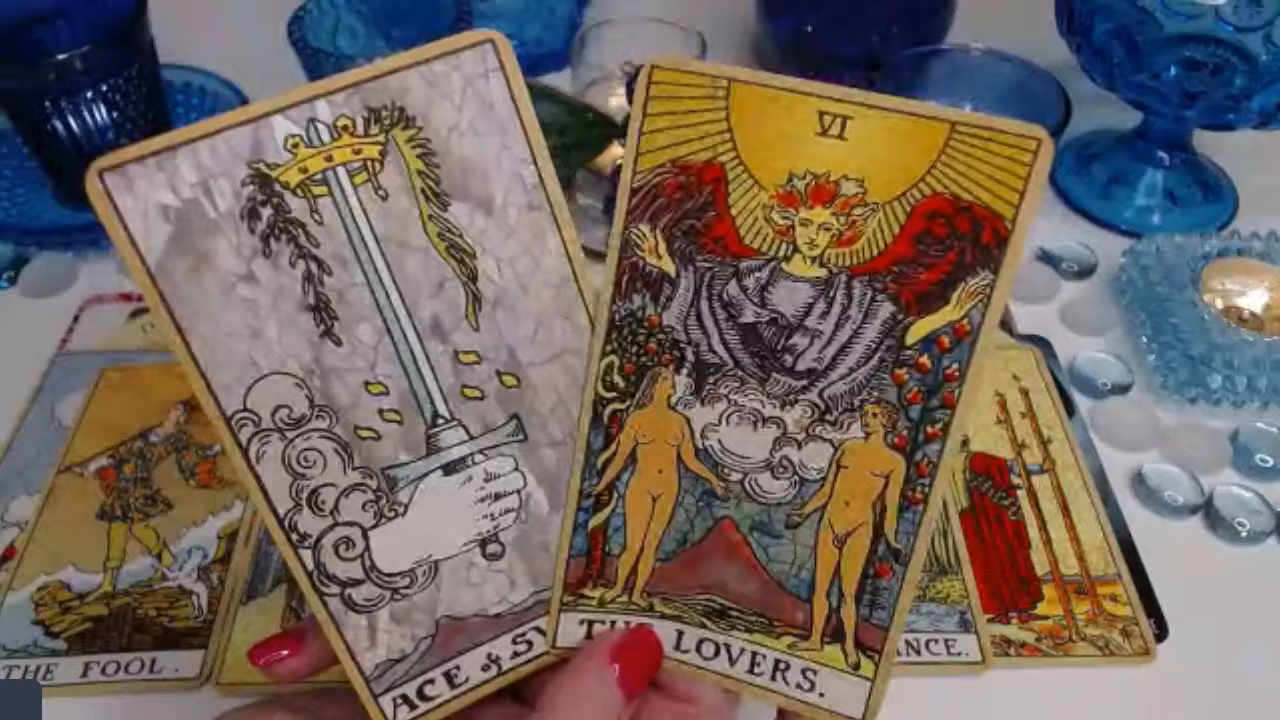 VI
THE FOOL.
ACE of SW
THE LOVERS.
ANCE.